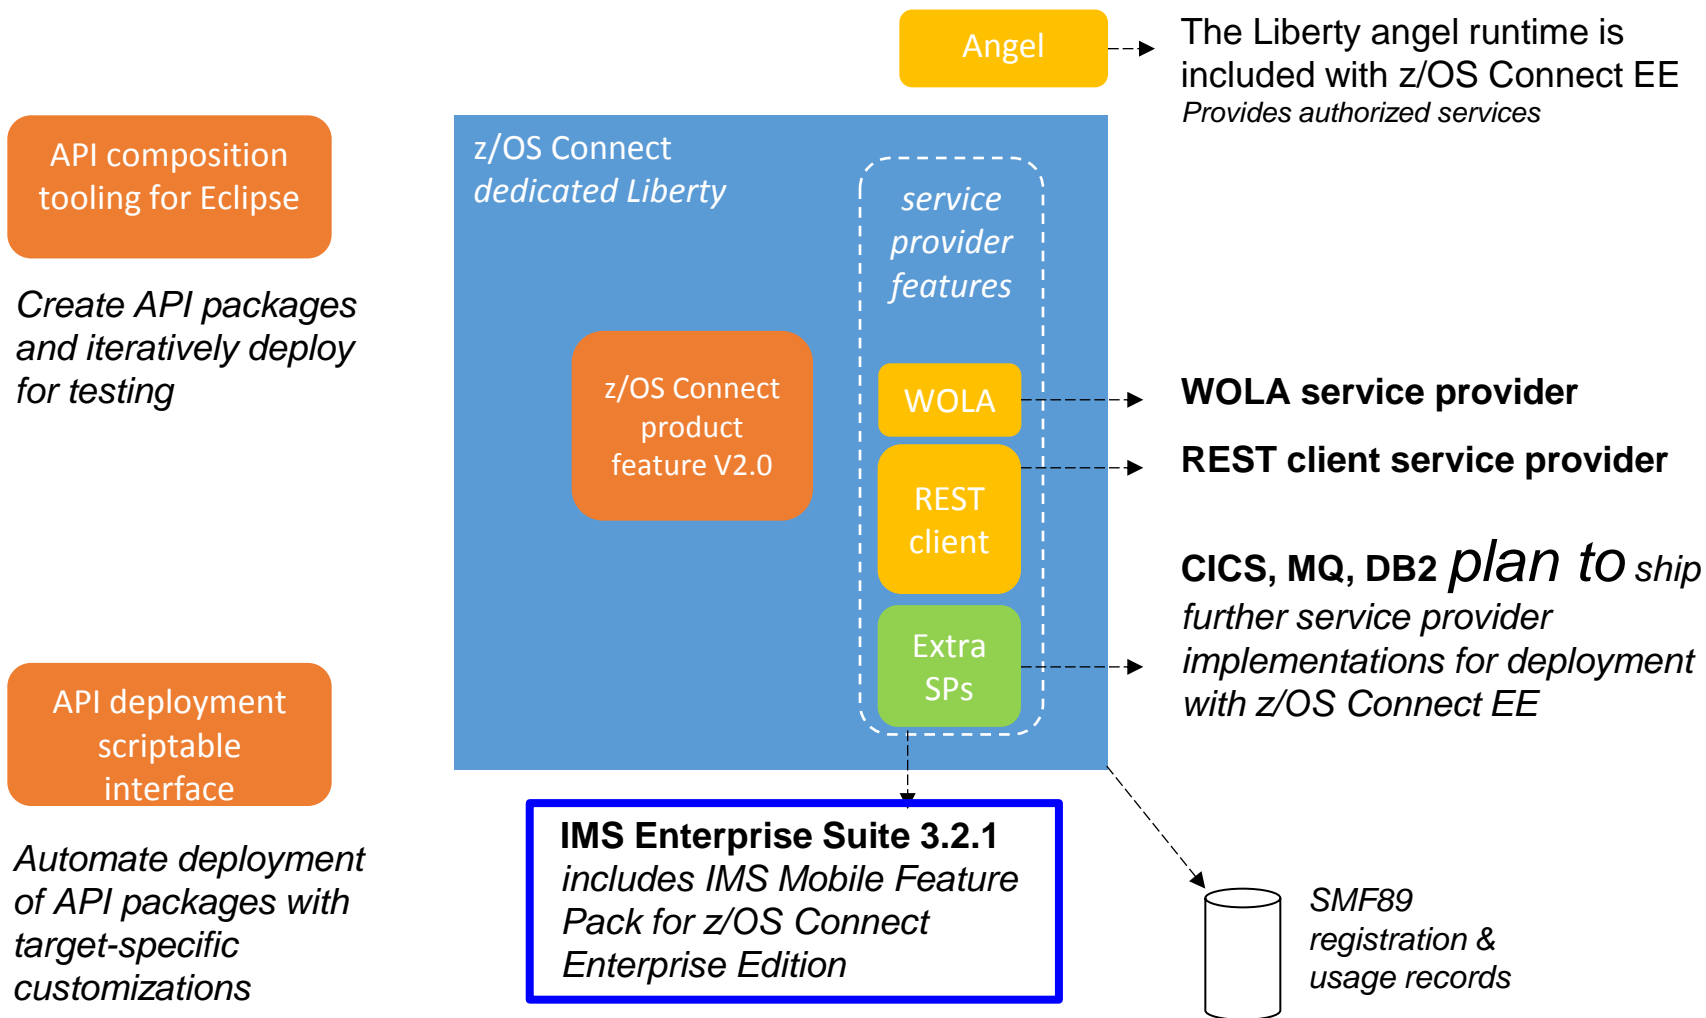 Angel
The Liberty angel runtime is
included with z/OS Connect EE
Provides authorized services
API composition
tooling for Eclipse
Create API packages
and iteratively deploy
for testing
z/OS Connect
dedicated Liberty
service
provider
features
z/OS Connect
product
feature V2.0
WOLA
REST
client
Extra
SPs
WOLA service provider
REST client service provider
CICS, MQ, DB2 plan to ship
further service provider
implementations for deployment
with z/OS Connect EE
API deployment
scriptable
interface
Automate deployment
of API packages with
target-specific
customizations
IMS Enterprise Suite 3.2.1
includes IMS Mobile Feature
Pack for z/OS Connect
Enterprise Edition
SMF89
registration &
usage records